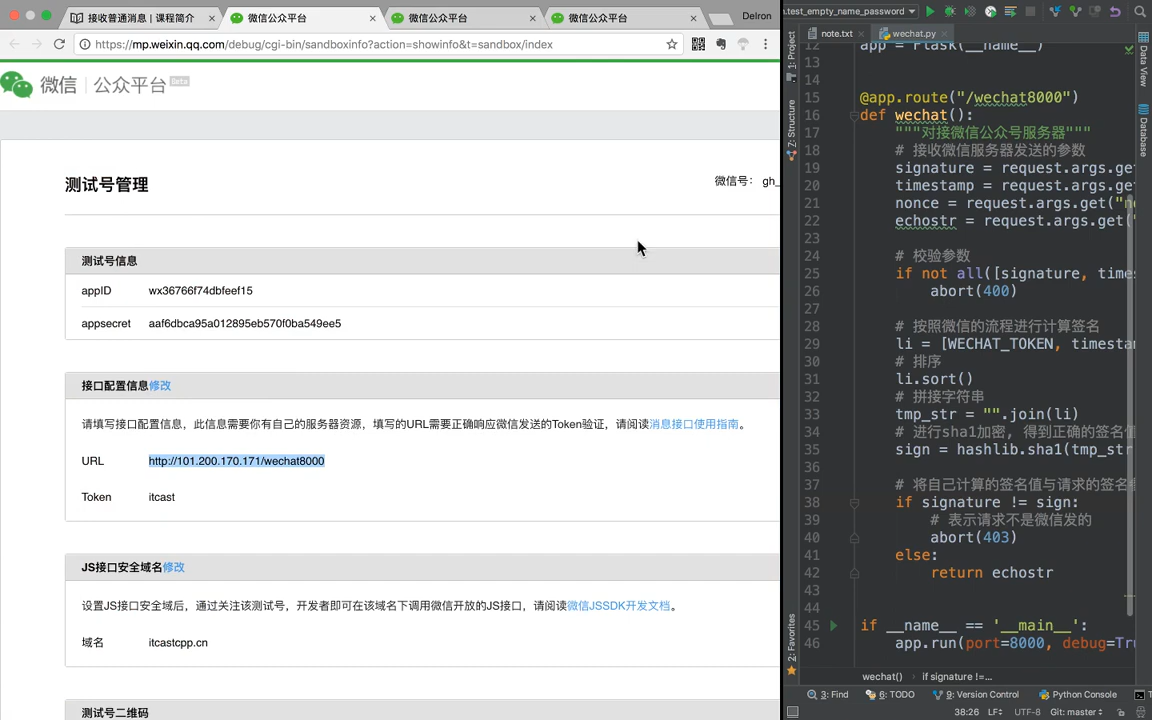 接收普通消息 | 课程简介
微信公众平台
微信公众平台
微信公众平台
Delron
https://mp.weixin.qq.com/debug/cgi-bin/sandboxinfo?action=showinfo&t=sandbox/index
微信 | 公众平台 Beta
测试号管理
微信号： gh_
测试号信息
appID wx36766f74dbfeef15
appsecret aaf6dbca95a012895eb570f0ba549ee5
接口配置信息修改
请填写接口配置信息，此信息需要你有自己的服务器资源，填写的URL需要正确响应微信发送的Token验证，请阅读消息接口使用指南。
URL http://101.200.170.171/wechat8000
Token itcast
JS接口安全域名修改
设置JS接口安全域后，通过关注该测试号，开发者即可在该域名下调用微信开放的JS接口，请阅读微信JSSDK开发文档。
域名 itcastcpp.cn
测试号二维码
.test_empty_name_password
note.txt
wechat.py
1: Project
7: Structure
2: Favorites
Data View
Database
12 app = Flask(__name__)
13
14
15 @app.route("/wechat8000")
16 def wechat():
17 """对接微信公众号服务器"""
18 # 接收微信服务器发送的参数
19 signature = request.args.ge
20 timestamp = request.args.ge
21 nonce = request.args.get("n
22 echostr = request.args.get(
23
24 # 校验参数
25 if not all([signature, time
26 abort(400)
27
28 # 按照微信的流程进行计算签名
29 li = [WECHAT_TOKEN, timesta
30 # 排序
31 li.sort()
32 # 拼接字符串
33 tmp_str = "".join(li)
34 # 进行sha1加密, 得到正确的签名值
35 sign = hashlib.sha1(tmp_str
36
37 # 将自己计算的签名值与请求的签名
38 if signature != sign:
39 # 表示请求不是微信发的
40 abort(403)
41 else:
42 return echostr
43
44
45 if __name__ == '__main__':
46 app.run(port=8000, debug=Tru
wechat() › if signature !=...
3: Find
6: TODO
9: Version Control
Python Console
38:26 LF÷ UTF-8 Git: master÷